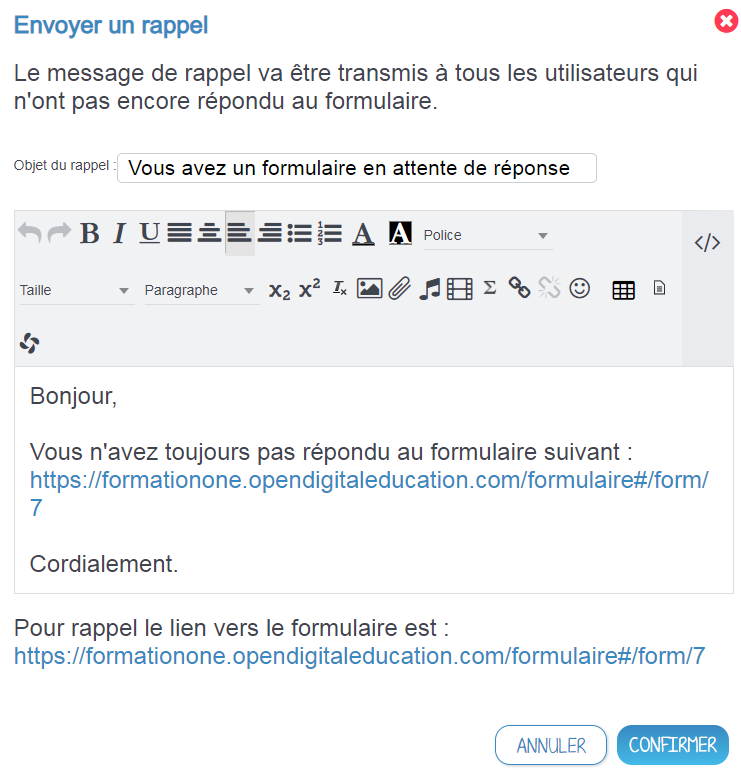 Envoyer un rappel
Le message de rappel va être transmis à tous les utilisateurs qui
n'ont pas encore répondu au formulaire.
Objet du rappel : Vous avez un formulaire en attente de réponse
B I U A A Police </>
Taille Paragraphe x₂ x² Tx Σ
Bonjour,
Vous n'avez toujours pas répondu au formulaire suivant :
https://formationone.opendigitaleducation.com/formulaire#/form/
7
Cordialement.
Pour rappel le lien vers le formulaire est :
https://formationone.opendigitaleducation.com/formulaire#/form/7
ANNULER CONFIRMER